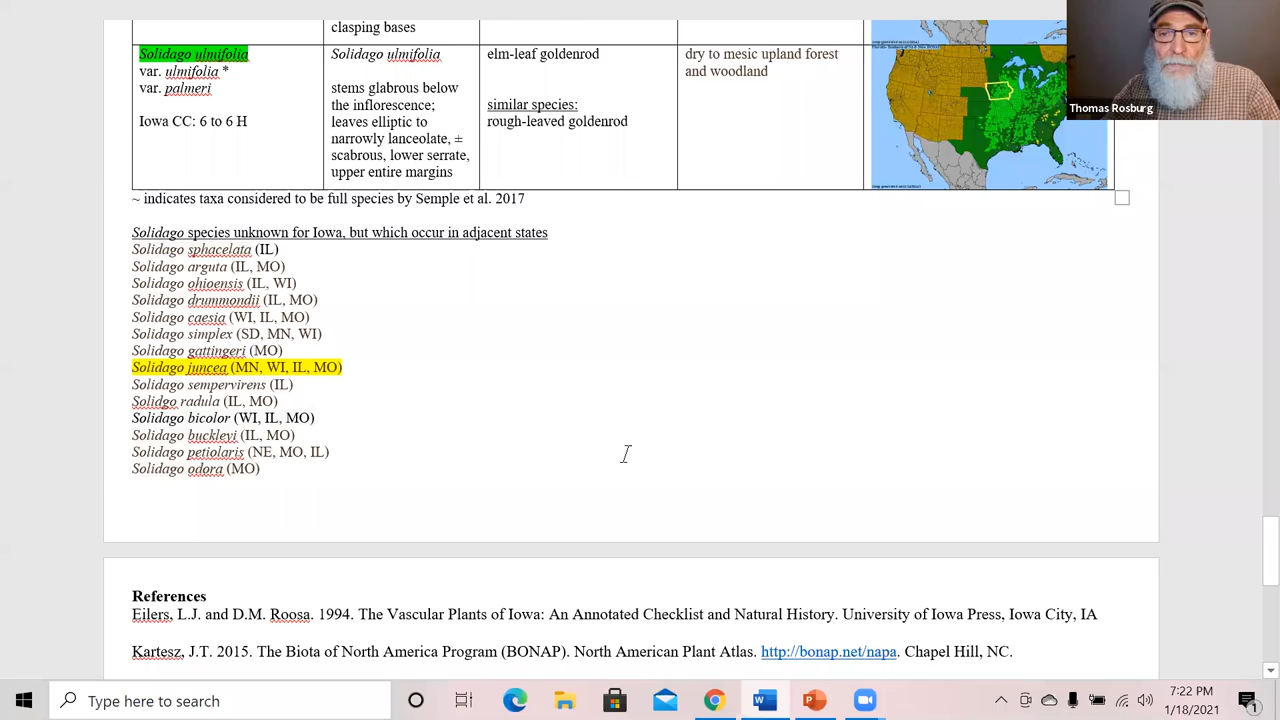 clasping bases
Solidago ulmifolia
var. ulmifolia *
var. palmeri
Iowa CC: 6 to 6 H
Solidago ulmifolia
stems glabrous below
the inflorescence;
leaves elliptic to
narrowly lanceolate, ±
scabrous, lower serrate,
upper entire margins
elm-leaf goldenrod
similar species:
rough-leaved goldenrod
dry to mesic upland forest
and woodland
Thomas Rosburg
~ indicates taxa considered to be full species by Semple et al. 2017
Solidago species unknown for Iowa, but which occur in adjacent states
Solidago sphacelata (IL)
Solidago arguta (IL, MO)
Solidago ohioensis (IL, WI)
Solidago drummondii (IL, MO)
Solidago caesia (WI, IL, MO)
Solidago simplex (SD, MN, WI)
Solidago gattingeri (MO)
Solidago juncea (MN, WI, IL, MO)
Solidago sempervirens (IL)
Solidgo radula (IL, MO)
Solidago bicolor (WI, IL, MO)
Solidago buckleyi (IL, MO)
Solidago petiolaris (NE, MO, IL)
Solidago odora (MO)
References
Eilers, L.J. and D.M. Roosa. 1994. The Vascular Plants of Iowa: An Annotated Checklist and Natural History. University of Iowa Press, Iowa City, IA
Kartesz, J.T. 2015. The Biota of North America Program (BONAP). North American Plant Atlas. http://bonap.net/napa. Chapel Hill, NC.
Type here to search
7:22 PM
1/18/2021
1